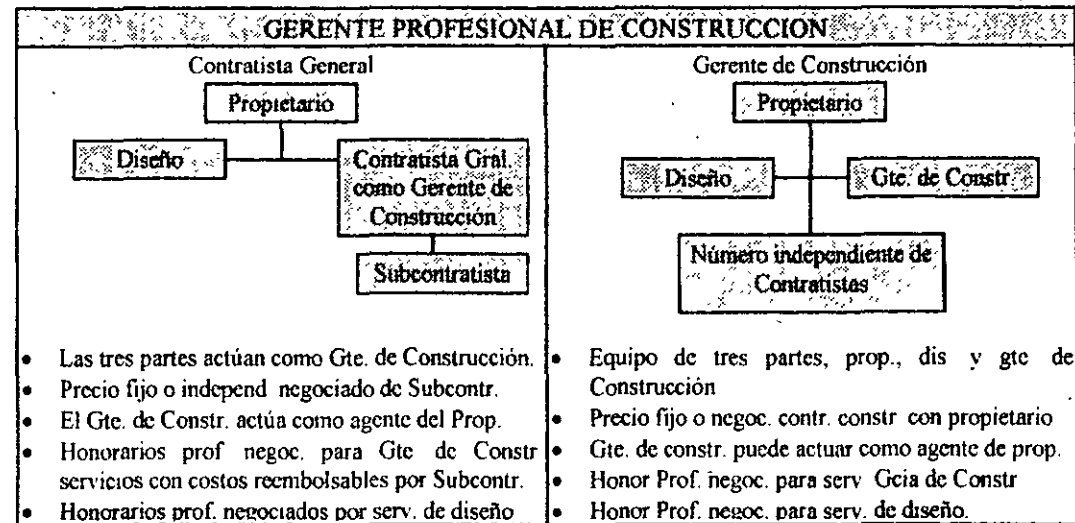 GERENTE PROFESIONAL DE CONSTRUCCION
Contratista General
Propietario
Diseño
Contratista Gral.
como Gerente de
Construcción
Subcontratista
• Las tres partes actúan como Gte. de Construcción.
• Precio fijo o independ negociado de Subcontr.
• El Gte. de Constr. actúa como agente del Prop.
• Honorarios prof negoc. para Gte de Constr
servicios con costos reembolsables por Subcontr.
• Honorarios prof. negociados por serv. de diseño
Gerente de Construcción
Propietario
Diseño
Gte. de Constr.
Número independiente de
Contratistas
• Equipo de tres partes, prop., dis y gte de
Construcción
• Precio fijo o negoc. contr. constr con propietario
• Gte. de constr. puede actuar como agente de prop.
• Honor Prof. negoc. para serv Gcia de Constr
• Honor Prof. negoc. para serv. de diseño.